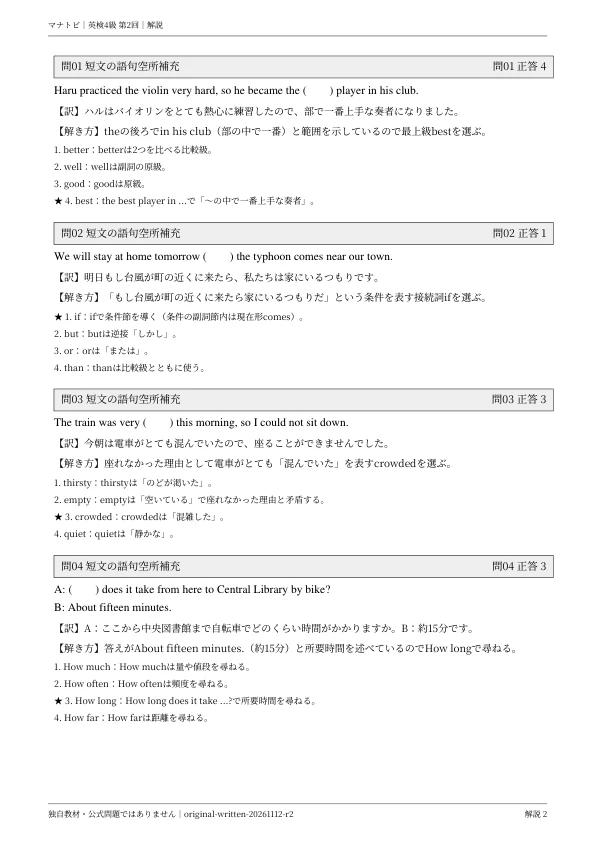 マナトビ｜英検4級 第2回｜解説
問01 短文の語句空所補充 問01 正答 4
Haru practiced the violin very hard, so he became the (　　) player in his club.
【訳】ハルはバイオリンをとても熱心に練習したので、部で一番上手な奏者になりました。
【解き方】theの後ろでin his club（部の中で一番）と範囲を示しているので最上級bestを選ぶ。
1. better：betterは2つを比べる比較級。
2. well：wellは副詞の原級。
3. good：goodは原級。
★ 4. best：the best player in …で「〜の中で一番上手な奏者」。
問02 短文の語句空所補充 問02 正答 1
We will stay at home tomorrow (　　) the typhoon comes near our town.
【訳】明日もし台風が町の近くに来たら、私たちは家にいるつもりです。
【解き方】「もし台風が町の近くに来たら家にいるつもりだ」という条件を表す接続詞ifを選ぶ。
★ 1. if：ifで条件節を導く（条件の副詞節内は現在形comes）。
2. but：butは逆接「しかし」。
3. or：orは「または」。
4. than：thanは比較級とともに使う。
問03 短文の語句空所補充 問03 正答 3
The train was very (　　) this morning, so I could not sit down.
【訳】今朝は電車がとても混んでいたので、座ることができませんでした。
【解き方】座れなかった理由として電車がとても「混んでいた」を表すcrowdedを選ぶ。
1. thirsty：thirstyは「のどが渇いた」。
2. empty：emptyは「空いている」で座れなかった理由と矛盾する。
★ 3. crowded：crowdedは「混雑した」。
4. quiet：quietは「静かな」。
問04 短文の語句空所補充 問04 正答 3
A: (　　) does it take from here to Central Library by bike?
B: About fifteen minutes.
【訳】A：ここから中央図書館まで自転車でどのくらい時間がかかりますか。B：約15分です。
【解き方】答えがAbout fifteen minutes.（約15分）と所要時間を述べているのでHow longで尋ねる。
1. How much：How muchは量や値段を尋ねる。
2. How often：How oftenは頻度を尋ねる。
★ 3. How long：How long does it take …?で所要時間を尋ねる。
4. How far：How farは距離を尋ねる。
独自教材・公式問題ではありません｜original-written-20261112-r2 解説 2